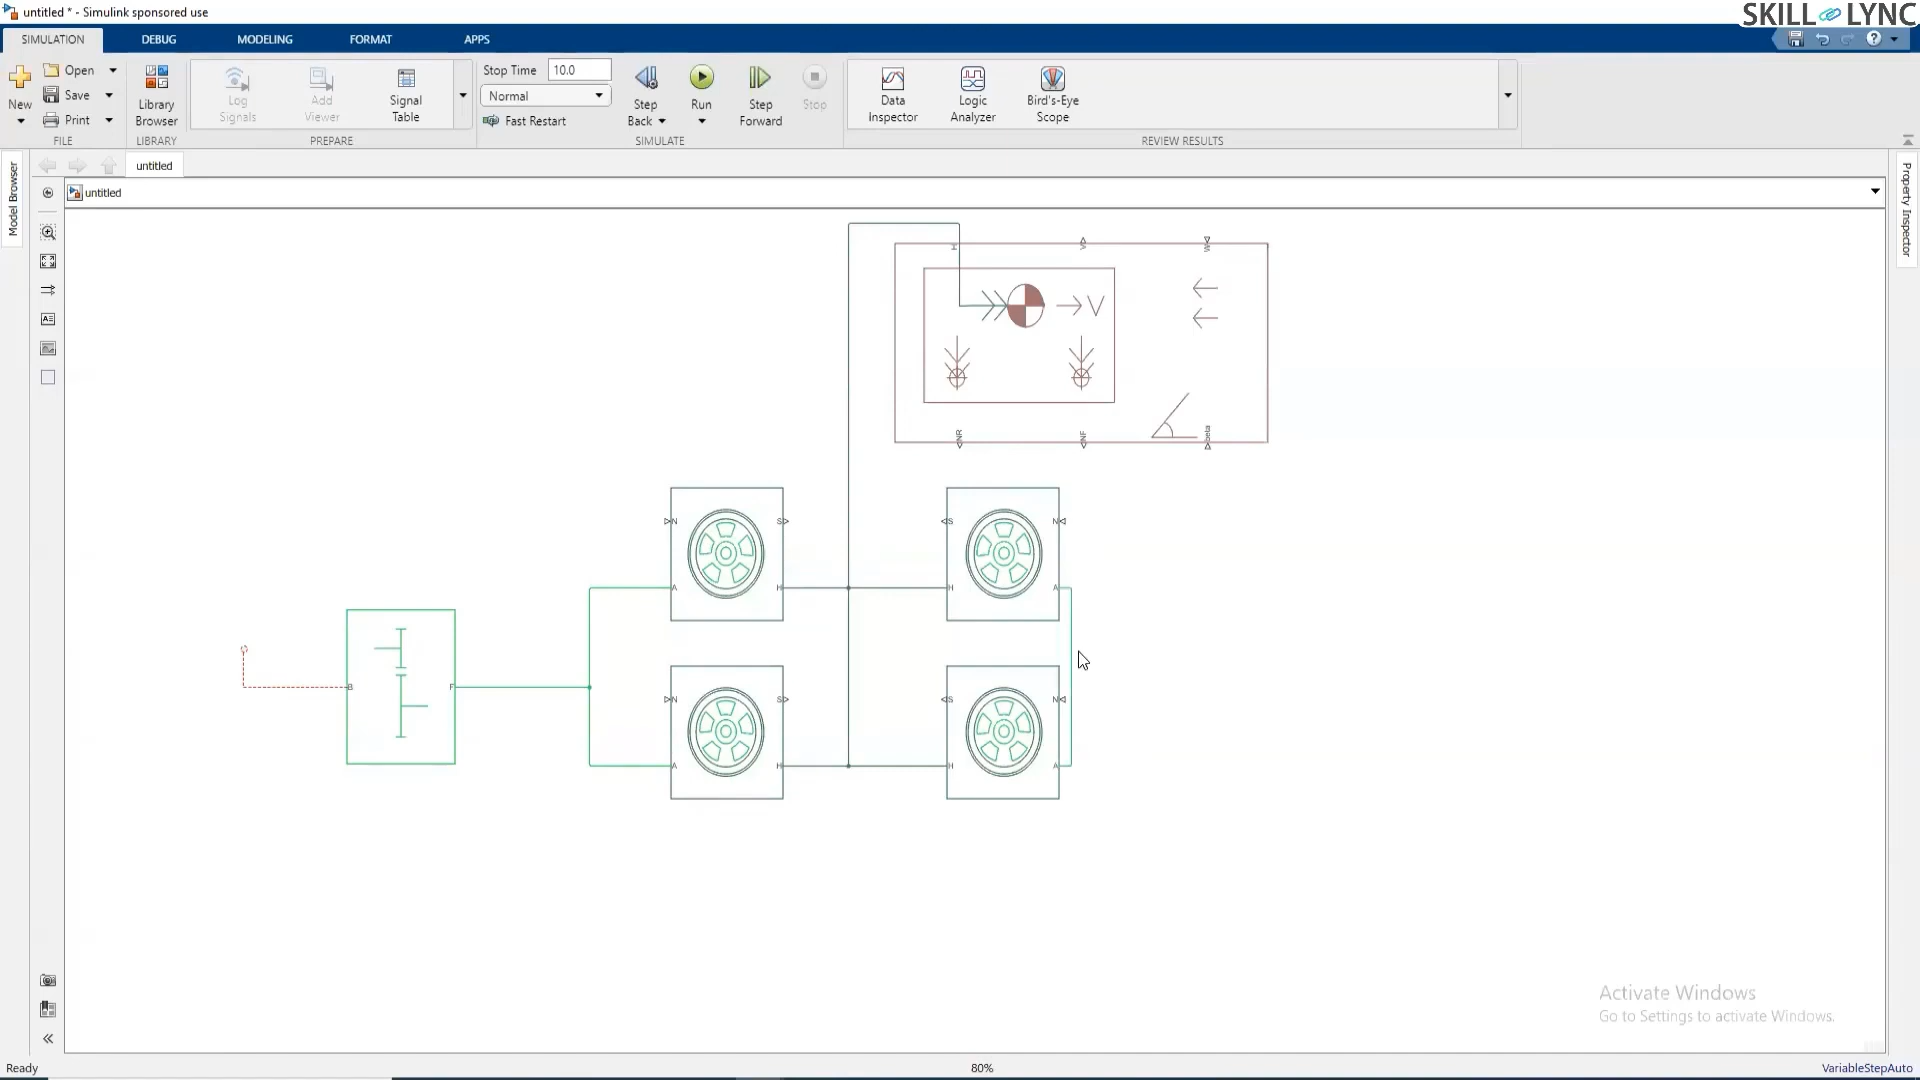 untitled * - Simulink sponsored use
SKILL LYNC
SIMULATION DEBUG MODELING FORMAT APPS
New
Open
Save
Print
FILE
Library Browser
LIBRARY
Log Signals
Add Viewer
Signal Table
PREPARE
Stop Time 10.0
Normal
Fast Restart
Step Back
Run
Step Forward
Stop
SIMULATE
Data Inspector
Logic Analyzer
Bird's-Eye Scope
REVIEW RESULTS
Model Browser
untitled
untitled
Property Inspector
H V W
V
NR NF beta
N S S N
A H H A
B F
N S S N
A H H A
Activate Windows
Go to Settings to activate Windows.
Ready 80% VariableStepAuto